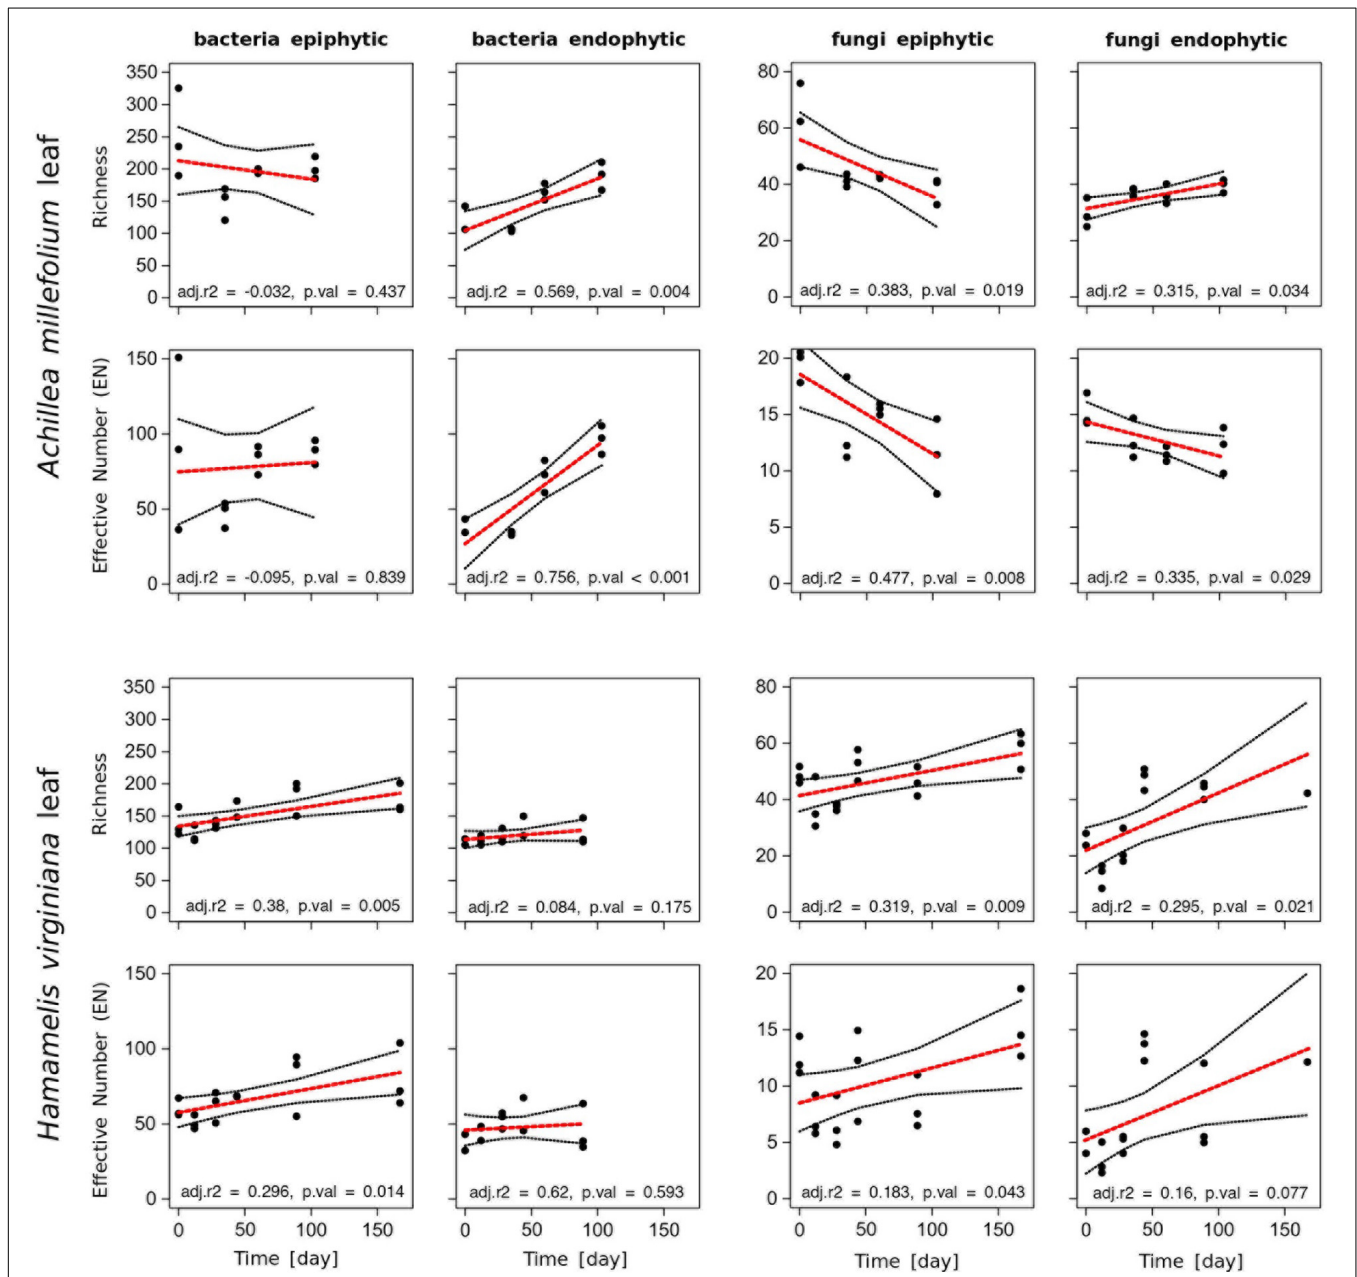 bacteria epiphytic bacteria endophytic fungi epiphytic fungi endophytic
Achillea millefolium leaf
Richness
350
300
250
200
150
100
50
0
adj.r2 = -0.032, p.val = 0.437
adj.r2 = 0.569, p.val = 0.004
80
60
40
20
0
adj.r2 = 0.383, p.val = 0.019
adj.r2 = 0.315, p.val = 0.034
Effective Number (EN)
150
100
50
0
adj.r2 = -0.095, p.val = 0.839
adj.r2 = 0.756, p.val < 0.001
20
15
10
5
0
adj.r2 = 0.477, p.val = 0.008
adj.r2 = 0.335, p.val = 0.029
Hamamelis virginiana leaf
Richness
350
300
250
200
150
100
50
0
adj.r2 = 0.38, p.val = 0.005
adj.r2 = 0.084, p.val = 0.175
80
60
40
20
0
adj.r2 = 0.319, p.val = 0.009
adj.r2 = 0.295, p.val = 0.021
Effective Number (EN)
150
100
50
0
adj.r2 = 0.296, p.val = 0.014
adj.r2 = 0.62, p.val = 0.593
20
15
10
5
0
adj.r2 = 0.183, p.val = 0.043
adj.r2 = 0.16, p.val = 0.077
0 50 100 150
0 50 100 150
0 50 100 150
0 50 100 150
Time [day] Time [day] Time [day] Time [day]